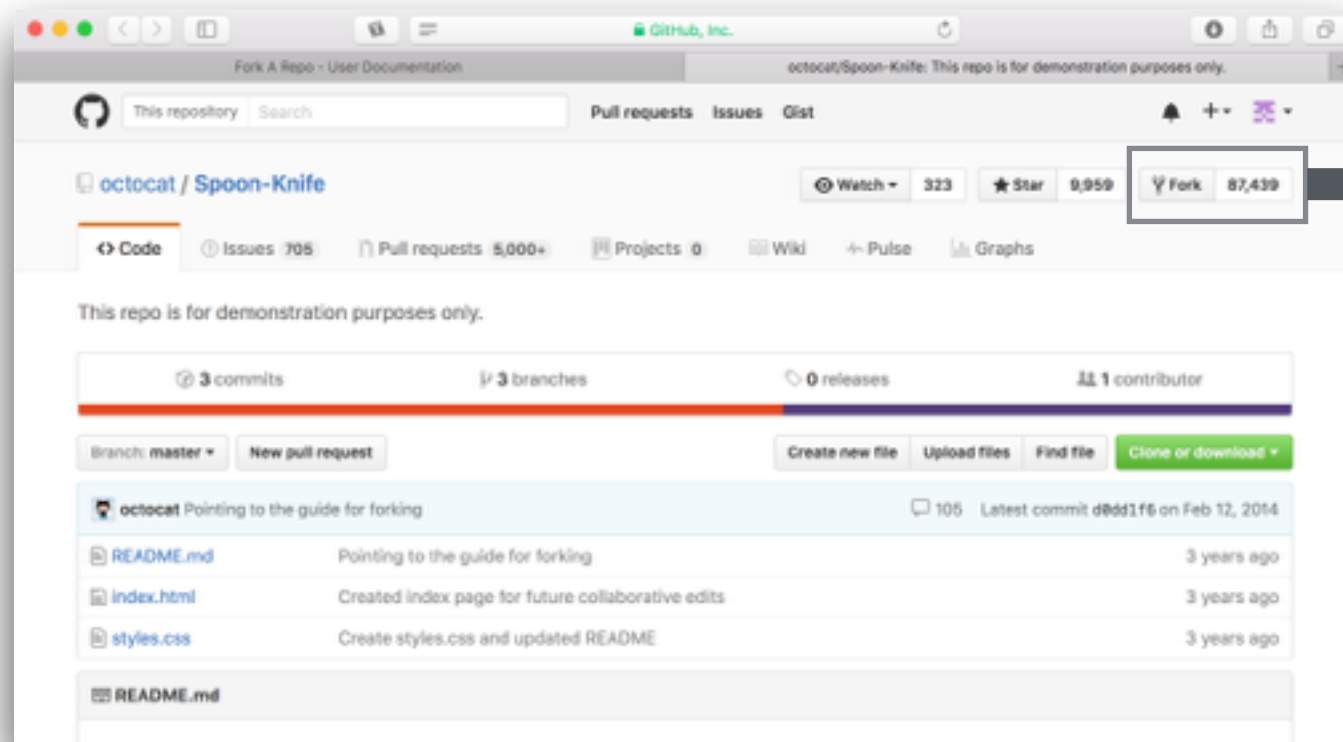 GitHub, Inc.
Fork A Repo - User Documentation octocat/Spoon-Knife: This repo is for demonstration purposes only.
This repository Search Pull requests Issues Gist
octocat / Spoon-Knife Watch 323 Star 9,959 Fork 87,439
<> Code Issues 705 Pull requests 5,000+ Projects 0 Wiki Pulse Graphs
This repo is for demonstration purposes only.
3 commits 3 branches 0 releases 1 contributor
Branch: master New pull request Create new file Upload files Find file Clone or download
octocat Pointing to the guide for forking 105 Latest commit d0dd1f6 on Feb 12, 2014
README.md Pointing to the guide for forking 3 years ago
index.html Created index page for future collaborative edits 3 years ago
styles.css Create styles.css and updated README 3 years ago
README.md